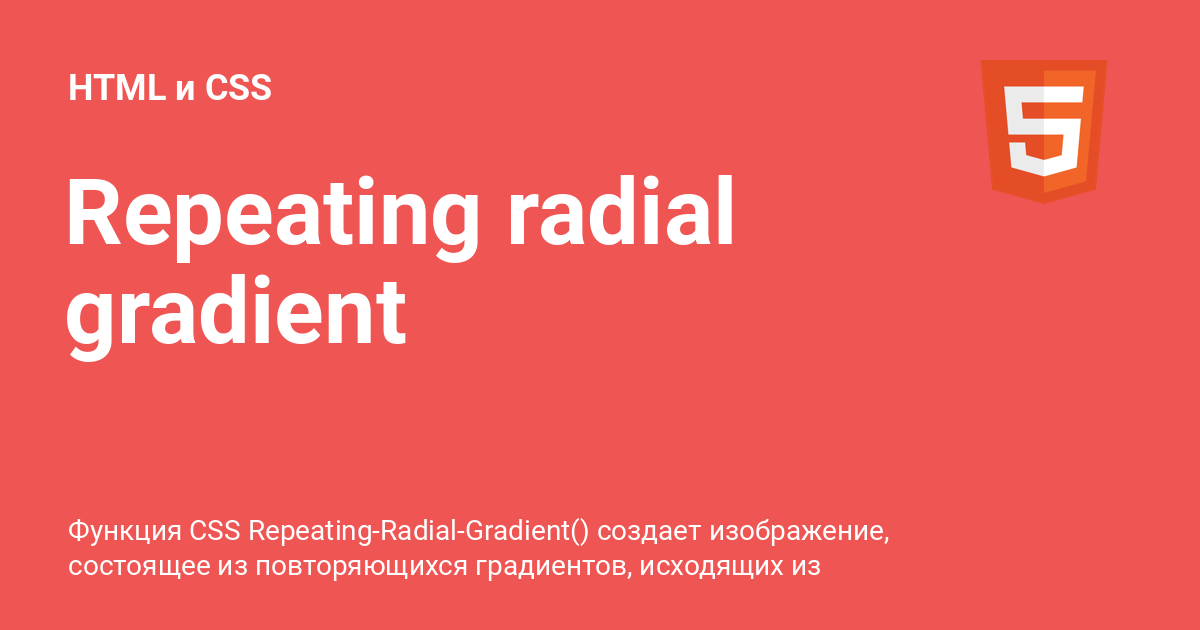 HTML и CSS
Repeating radial
gradient
Функция CSS Repeating-Radial-Gradient() создает изображение,
состоящее из повторяющихся градиентов, исходящих из